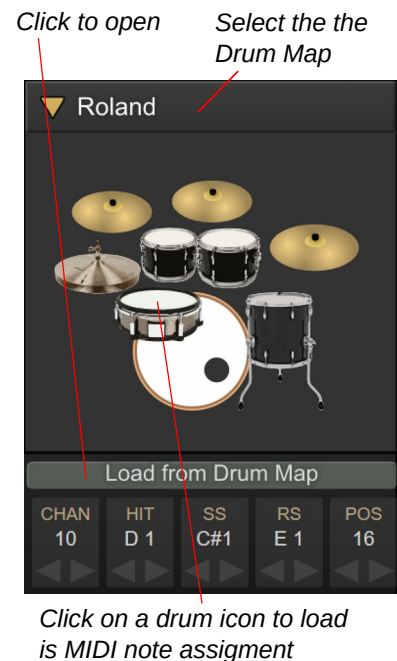 Click to open
Select the the
Drum Map
Roland
Load from Drum Map
CHAN HIT SS RS POS
10 D 1 C#1 E 1 16
Click on a drum icon to load
is MIDI note assigment